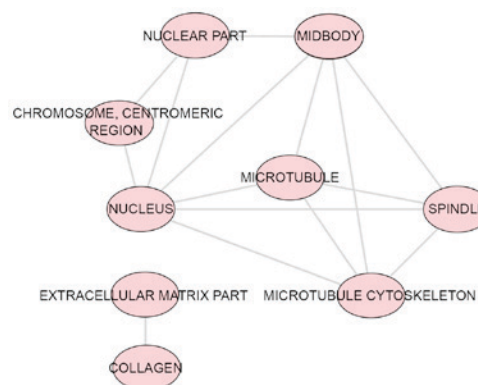 NUCLEAR PART
MIDBODY
CHROMOSOME, CENTROMERIC
REGION
MICROTUBULE
NUCLEUS
SPINDL
EXTRACELLULAR MATRIX PART
MICROTUBULE CYTOSKELETON
COLLAGEN